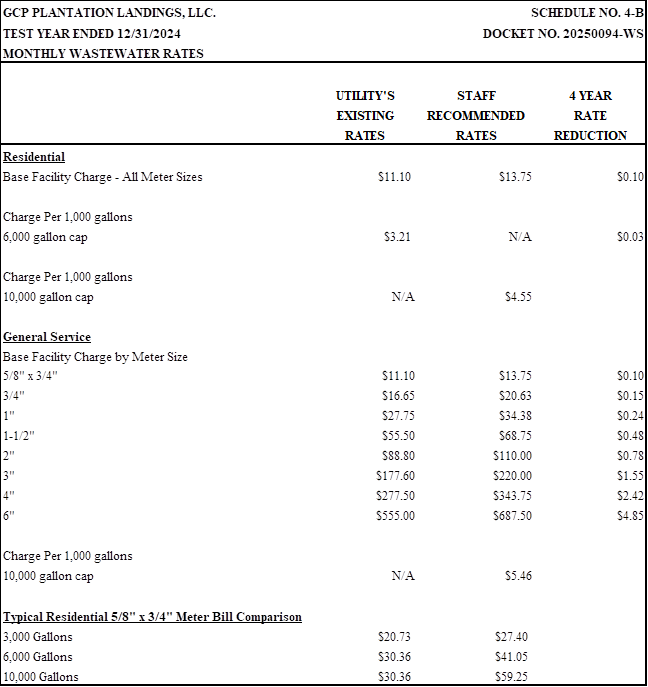 GCP PLANTATION LANDINGS, LLC. SCHEDULE NO. 4-B
TEST YEAR ENDED 12/31/2024 DOCKET NO. 20250094-WS
MONTHLY WASTEWATER RATES
UTILITY'S STAFF 4 YEAR
EXISTING RECOMMENDED RATE
RATES RATES REDUCTION
Residential
Base Facility Charge - All Meter Sizes $11.10 $13.75 $0.10
Charge Per 1,000 gallons
6,000 gallon cap $3.21 N/A $0.03
Charge Per 1,000 gallons
10,000 gallon cap N/A $4.55
General Service
Base Facility Charge by Meter Size
5/8" x 3/4" $11.10 $13.75 $0.10
3/4" $16.65 $20.63 $0.15
1" $27.75 $34.38 $0.24
1-1/2" $55.50 $68.75 $0.48
2" $88.80 $110.00 $0.78
3" $177.60 $220.00 $1.55
4" $277.50 $343.75 $2.42
6" $555.00 $687.50 $4.85
Charge Per 1,000 gallons
10,000 gallon cap N/A $5.46
Typical Residential 5/8" x 3/4" Meter Bill Comparison
3,000 Gallons $20.73 $27.40
6,000 Gallons $30.36 $41.05
10,000 Gallons $30.36 $59.25